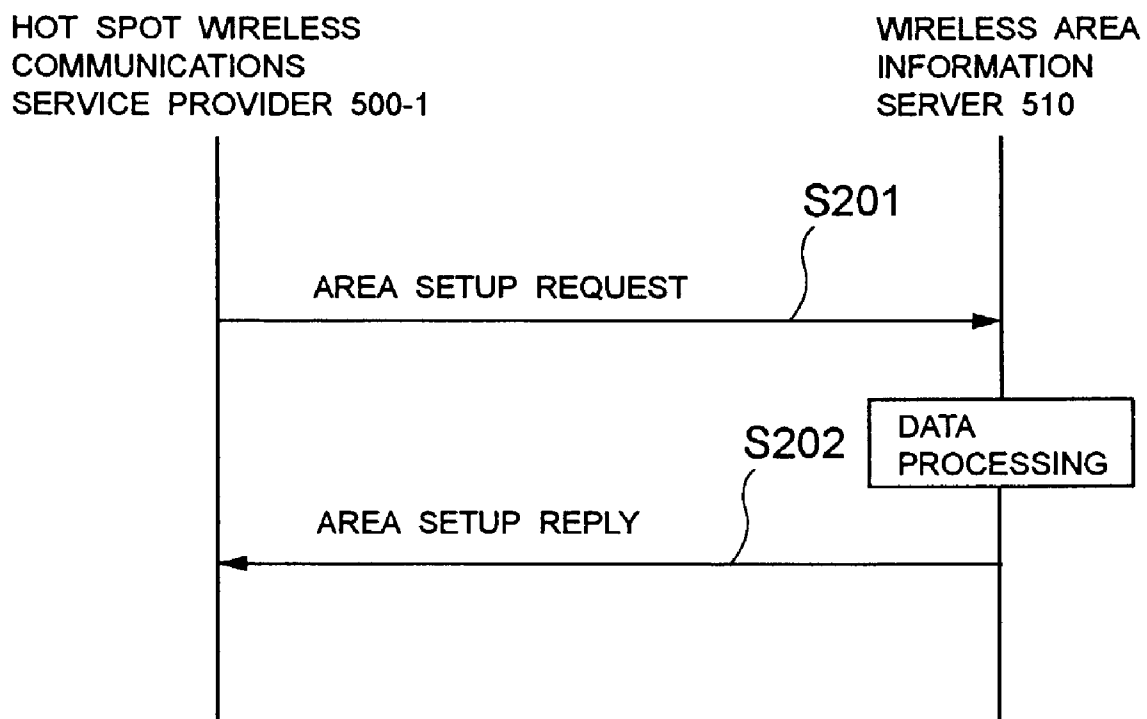 HOT SPOT WIRELESS
COMMUNICATIONS
SERVICE PROVIDER 500-1
WIRELESS AREA
INFORMATION
SERVER 510
S201
AREA SETUP REQUEST
DATA
PROCESSING
S202
AREA SETUP REPLY